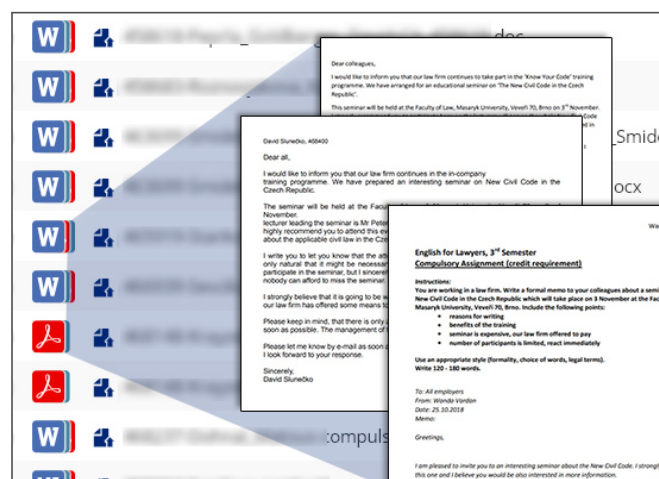 .doc
Dear colleagues,
I would like to inform you that our law firm continues to take part in the 'Know Your Code' training
programme. We have arranged for an educational seminar on 'The New Civil Code in the Czech
Republic'.
This seminar will be held at the Faculty of Law, Masaryk University, Veveří 70, Brno on 3rd November.
Code
ed in
_Smide
ocx
David Slunečko, 468400
Dear all,
I would like to inform you that our law firm continues in the in-company
training programme. We have prepared an interesting seminar on New Civil Code in the
Czech Republic.
The seminar will be held at the Facu
November.
lecturer leading the seminar is Mr Peter
highly recommend you to attend this ev
about the applicable civil law in the Cze
I write you to let you know that the att
only natural that it might be necessar
participate in the seminar, but I sincerel
nobody can afford to miss the seminar.
I strongly believe that it is going to be w
our law firm has offered some means to
Please keep in mind, that there is only
soon as possible. The management of
Please let me know by e-mail as soon a
I look forward to your response.
Sincerely,
David Slunečko
compuls
English for Lawyers, 3rd Semester
Compulsory Assignment (credit requirement)
Instructions:
You are working in a law firm. Write a formal memo to your colleagues about a semi
New Civil Code in the Czech Republic which will take place on 3 November at the Fac
Masaryk University, Veveří 70, Brno. Include the following points:
• reasons for writing
• benefits of the training
• seminar is expensive, our law firm offered to pay
• number of participants is limited, react immediately
Use an appropriate style (formality, choice of words, legal terms).
Write 120 - 180 words.
To: All employers
From: Wanda Vardan
Date: 25.10.2018
Memo:
Greetings,
I am pleased to invite you to an interesting seminar about the New Civil Code. I strongl
this one and I believe you would be also interested in more information.